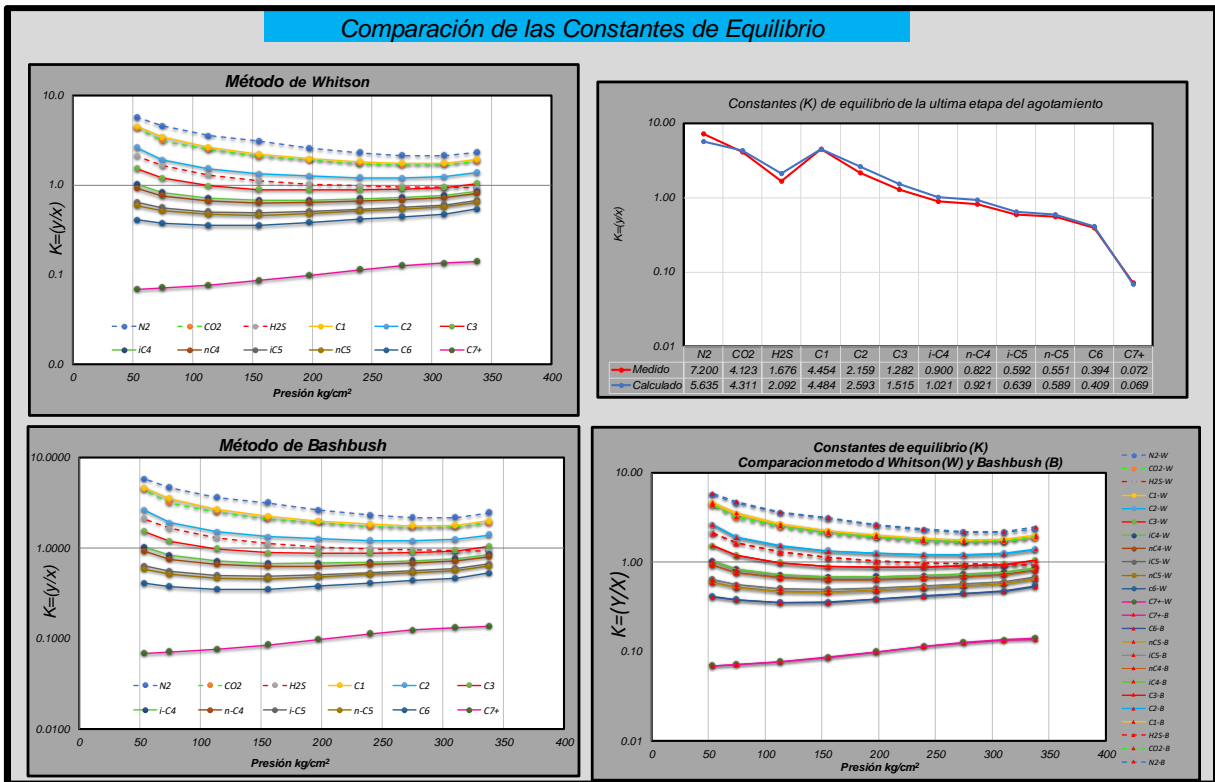 Comparación de las Constantes de Equilibrio
Método de Whitson
10.0
1.0
0.1
0.0
K=(y/x)
N2 CO2 H2S C1 C2 C3
iC4 nC4 iC5 nC5 C6 C7+
0 50 100 150 200 250 300 350 400
Presión kg/cm²
Constantes (K) de equilibrio de la ultima etapa del agotamiento
10.00
1.00
0.10
0.01
K=(y/x)
N2 CO2 H2S C1 C2 C3 i-C4 n-C4 i-C5 n-C5 C6 C7+
Medido 7.200 4.123 1.676 4.454 2.159 1.282 0.900 0.822 0.592 0.551 0.394 0.072
Calculado 5.635 4.311 2.092 4.484 2.593 1.515 1.021 0.921 0.639 0.589 0.409 0.069
Método de Bashbush
10.0000
1.0000
0.1000
0.0100
K=(y/x)
N2 CO2 H2S C1 C2 C3
i-C4 n-C4 i-C5 n-C5 C6 C7+
0 50 100 150 200 250 300 350 400
Presión kg/cm²
Constantes de equilibrio (K)
Comparacion metodo d Whitson (W) y Bashbush (B)
10.00
1.00
0.10
0.01
K=(Y/X)
0 50 100 150 200 250 300 350 400
Presión kg/cm²
N2-W
CO2-W
H2S-W
C1-W
C2-W
C3-W
iC4-W
nC4-W
iC5-W
nC5-W
c6-W
C7+-W
C7+-B
C6-B
nC5-B
iC5-B
nC4-B
iC4-B
C3-B
C2-B
C1-B
H2S-B
CO2-B
N2-B